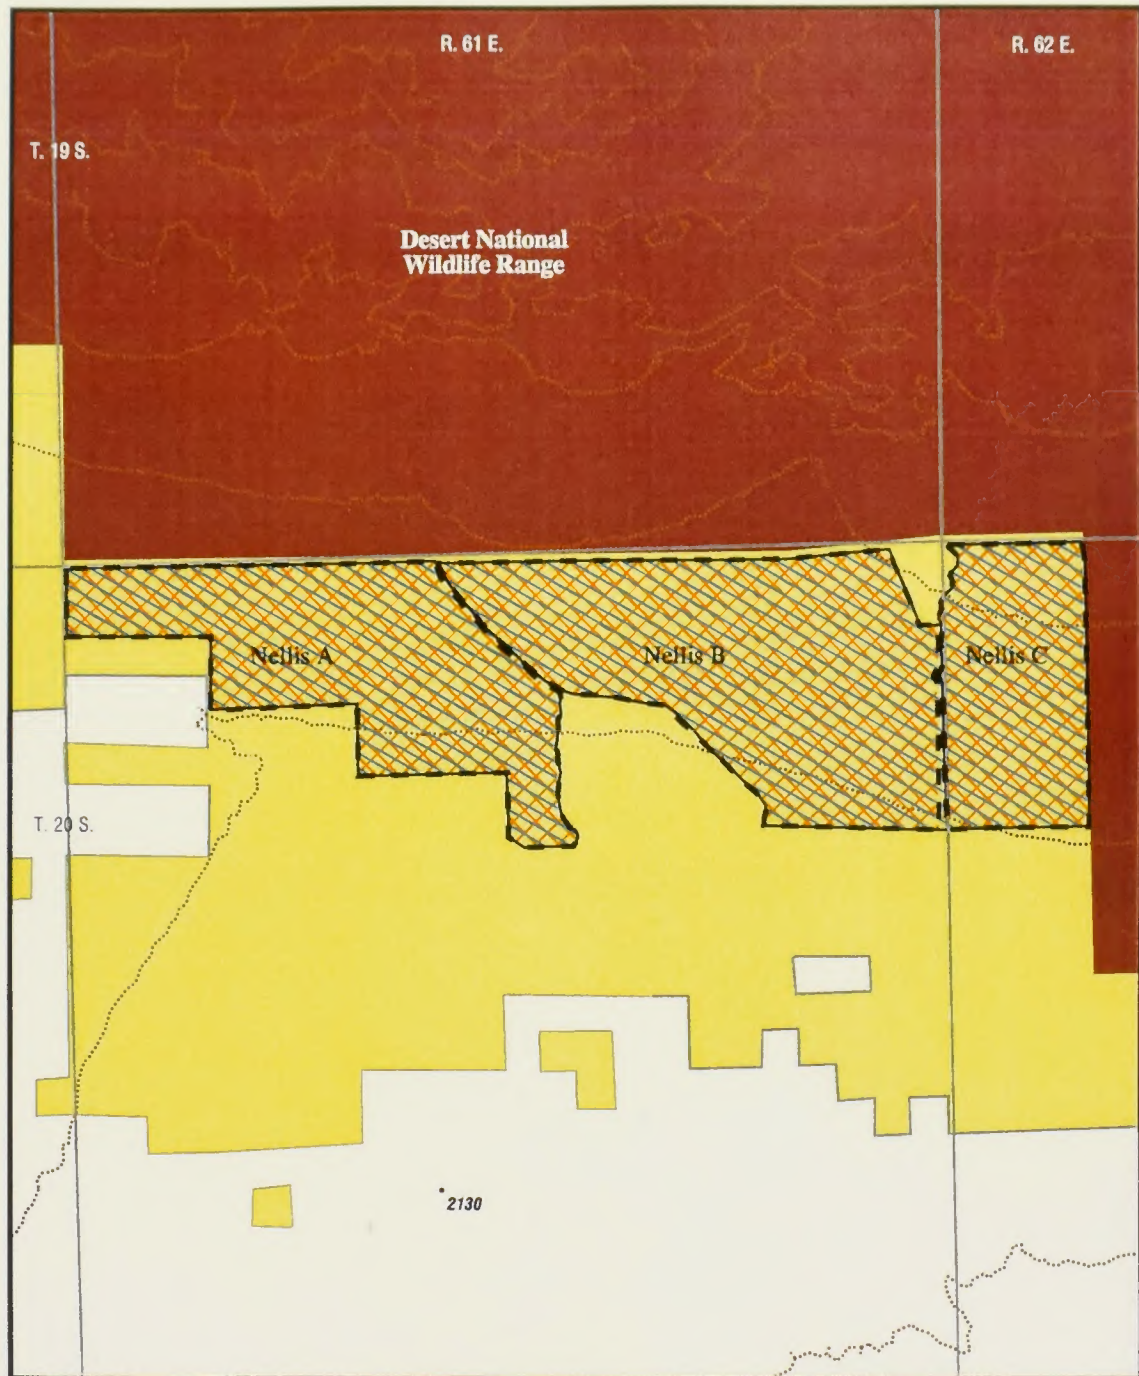 R. 61 E.
R. 62 E.
T. 19 S.
Desert National
Wildlife Range
Nellis A
Nellis B
Nellis C
T. 20 S.
2130